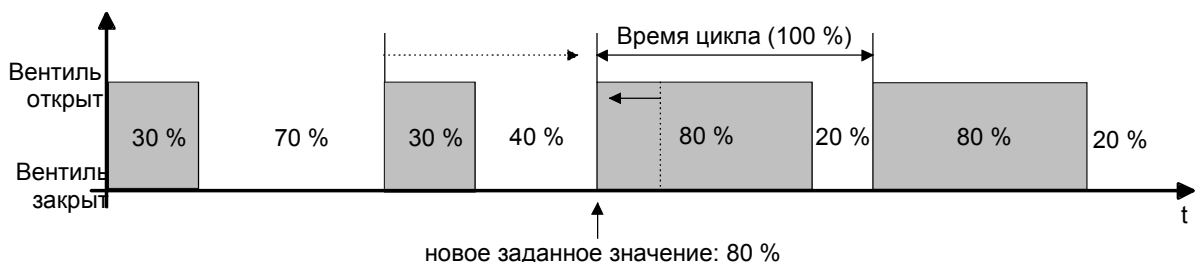 Время цикла (100 %)
Вентиль
открыт
30 %
70 %
30 %
40 %
80 %
20 %
80 %
20 %
Вентиль
закрыт
t
новое заданное значение: 80 %